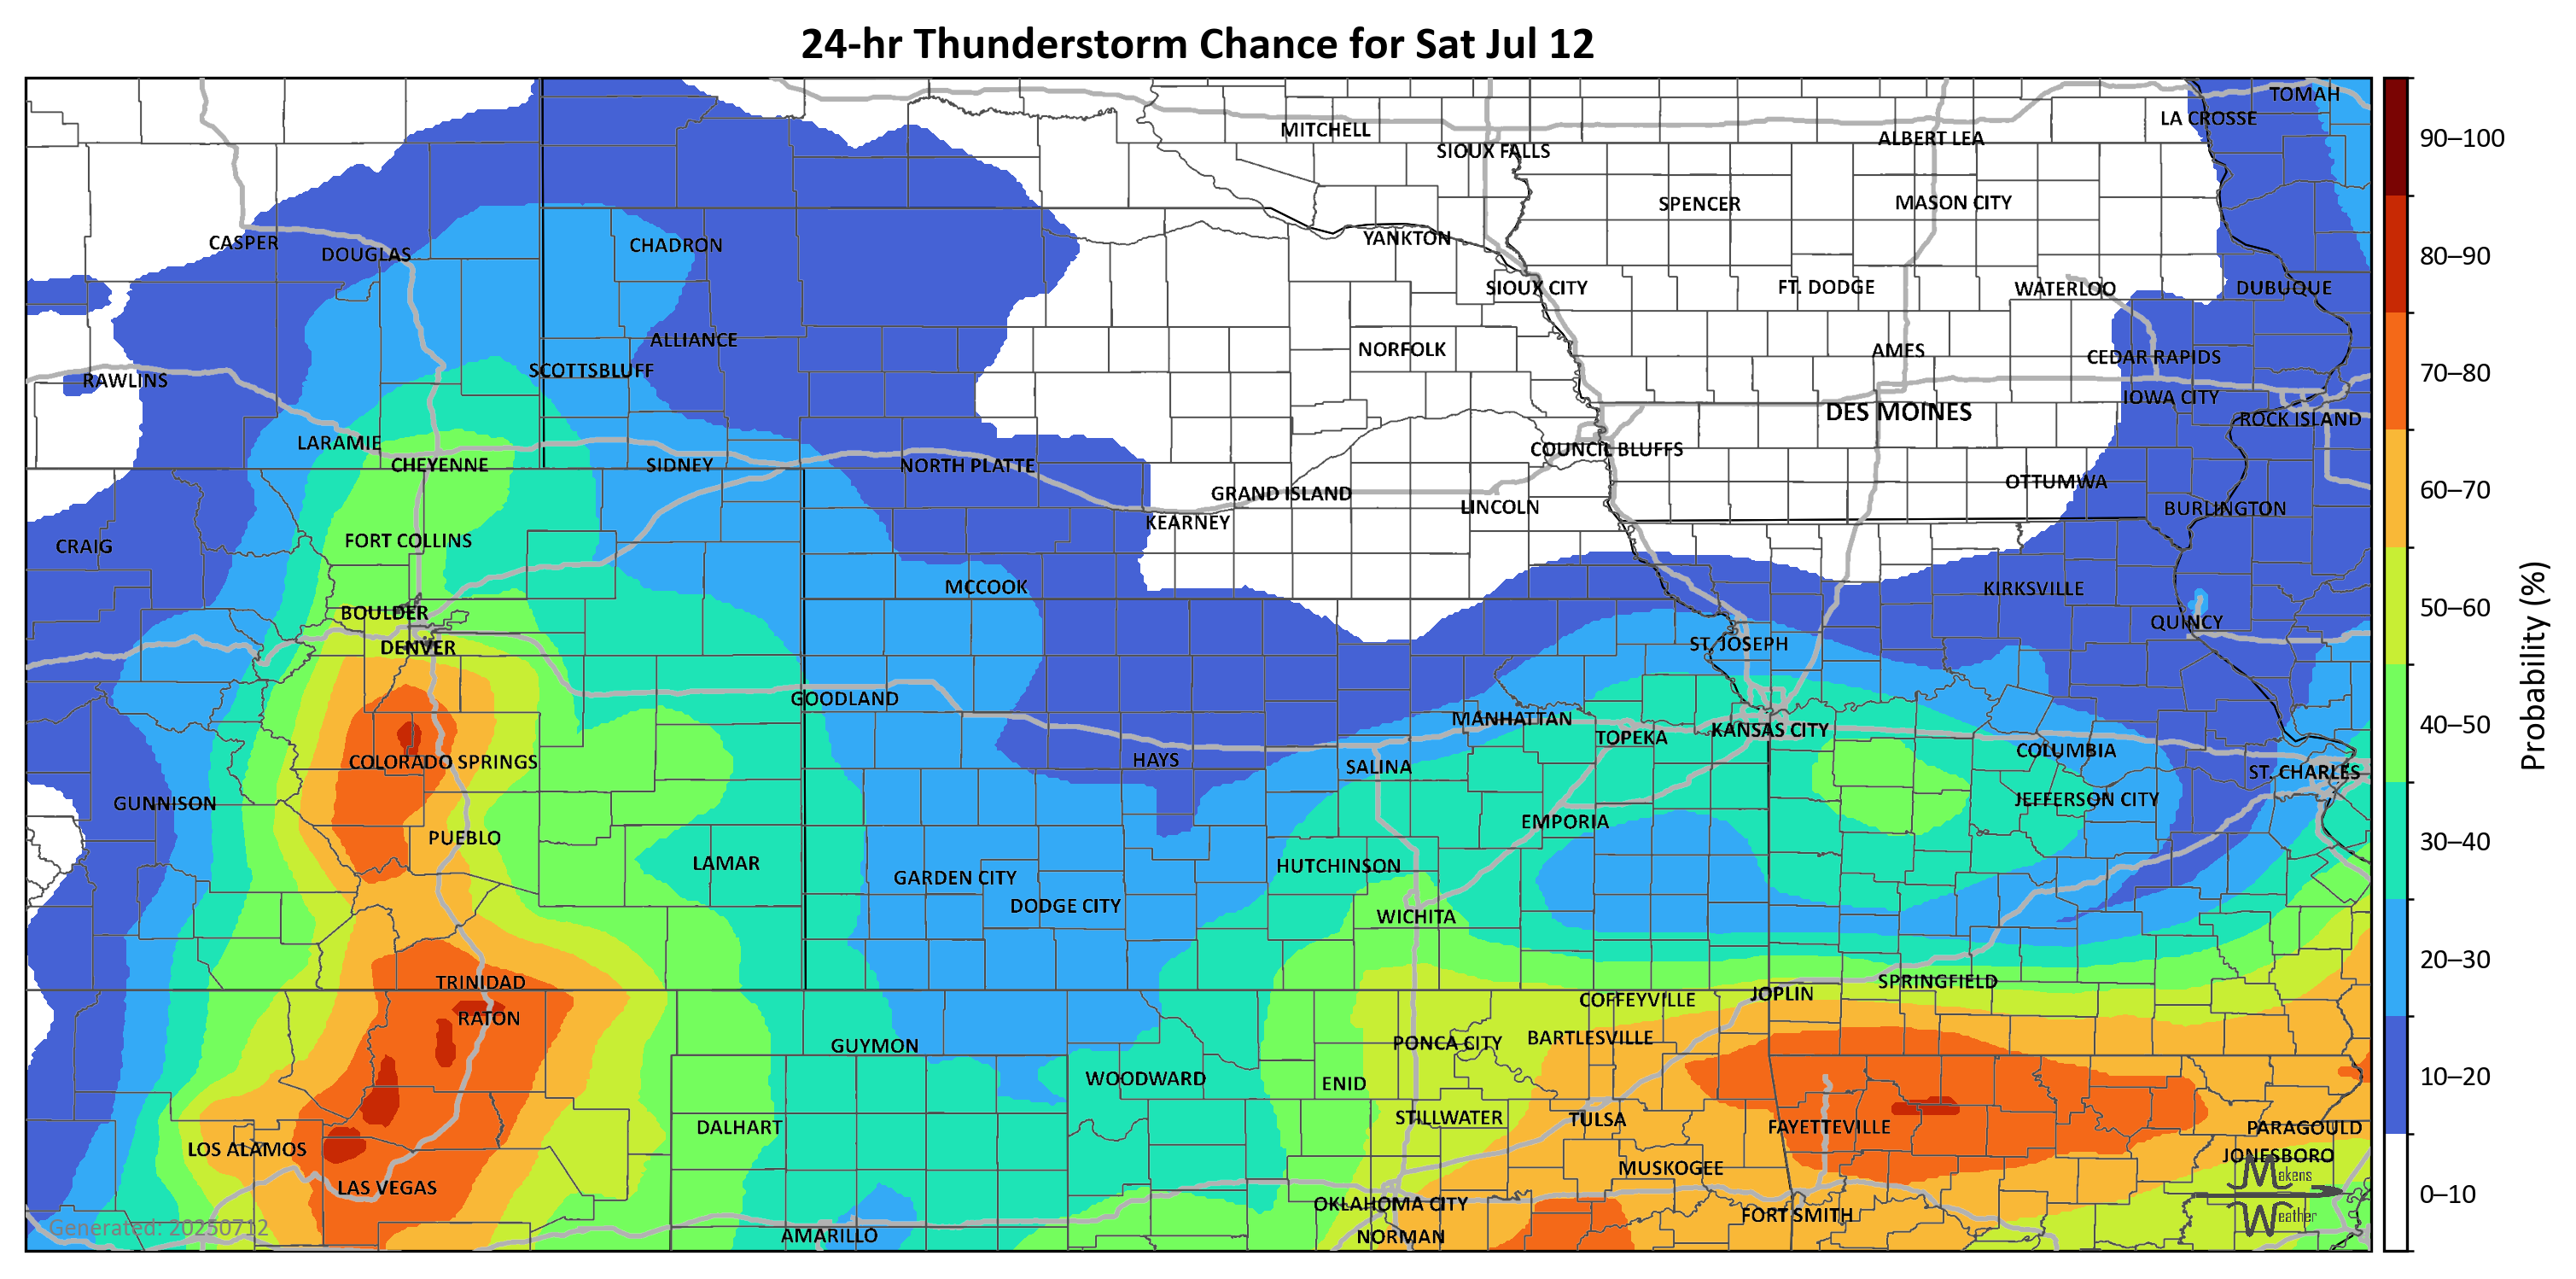 24-hr Thunderstorm Chance for Sat Jul 12
TOMAH
LA CROSSE
MITCHELL
ALBERT LEA
SIOUX FALLS
SPENCER
MASON CITY
YANKTON
CASPER
CHADRON
DOUGLAS
SIOUX CITY
FT. DODGE
WATERLOO
DUBUQUE
ALLIANCE
NORFOLK
AMES
CEDAR RAPIDS
SCOTTSBLUFF
RAWLINS
IOWA CITY
DES MOINES
ROCK ISLAND
LARAMIE
COUNCIL BLUFFS
CHEYENNE
SIDNEY
NORTH PLATTE
OTTUMWA
GRAND ISLAND
LINCOLN
BURLINGTON
KEARNEY
FORT COLLINS
CRAIG
MCCOOK
KIRKSVILLE
BOULDER
QUINCY
ST. JOSEPH
DENVER
GOODLAND
MANHATTAN
KANSAS CITY
TOPEKA
COLUMBIA
COLORADO SPRINGS
HAYS
SALINA
ST. CHARLES
GUNNISON
JEFFERSON CITY
EMPORIA
PUEBLO
LAMAR
HUTCHINSON
GARDEN CITY
DODGE CITY
WICHITA
TRINIDAD
SPRINGFIELD
JOPLIN
COFFEYVILLE
RATON
BARTLESVILLE
GUYMON
PONCA CITY
WOODWARD
ENID
STILLWATER
TULSA
DALHART
FAYETTEVILLE
PARAGOULD
LOS ALAMOS
JONESBORO
MUSKOGEE
LAS VEGAS
OKLAHOMA CITY
FORT SMITH
AMARILLO
NORMAN
Generated: 20250712
Makens
Weather
90–100
80–90
70–80
60–70
50–60
40–50
30–40
20–30
10–20
0–10
Probability (%)